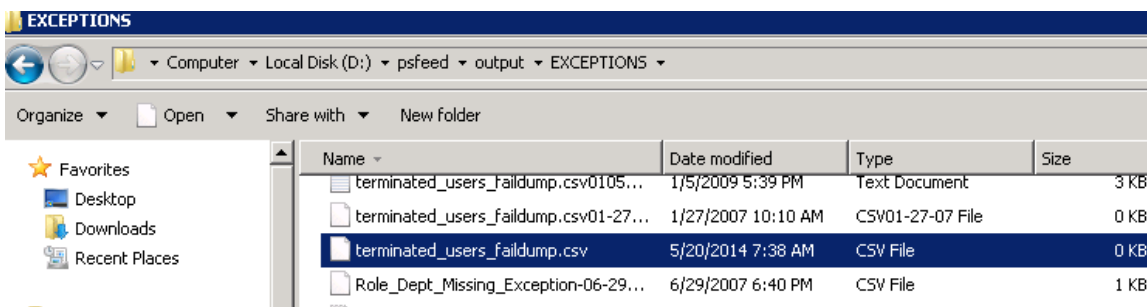 EXCEPTIONS
Computer Local Disk (D:) psfeed output EXCEPTIONS
Organize Open Share with New folder
Favorites
Desktop
Downloads
Recent Places
Name Date modified Type Size
terminated_users_faildump.csv0105... 1/5/2009 5:39 PM Text Document 3 KB
terminated_users_faildump.csv01-27... 1/27/2007 10:10 AM CSV01-27-07 File 0 KB
terminated_users_faildump.csv 5/20/2014 7:38 AM CSV File 0 KB
Role_Dept_Missing_Exception-06-29... 6/29/2007 6:40 PM CSV File 1 KB